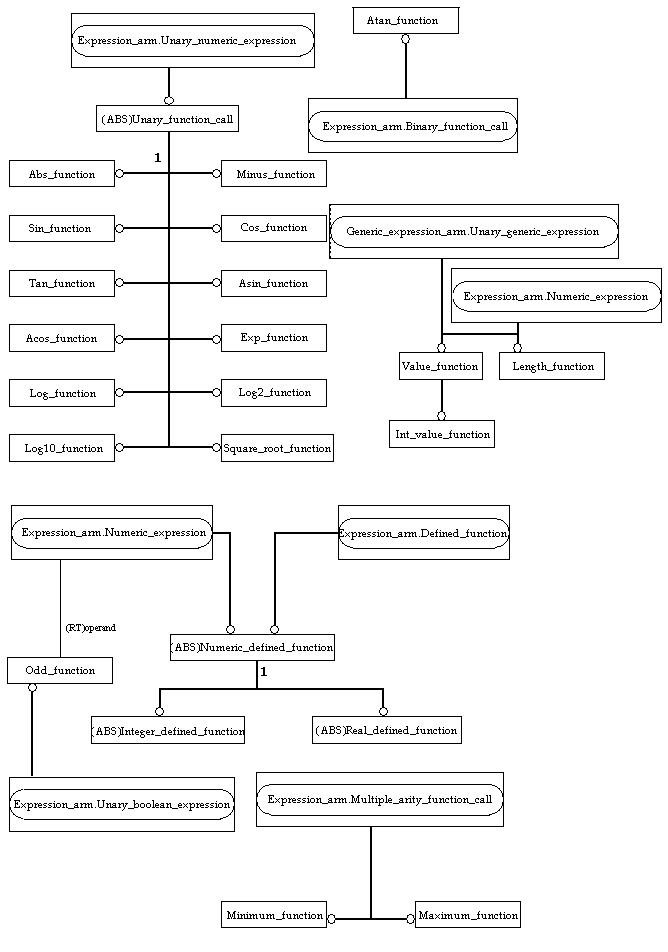 Atan_function
Expression_arm.Unary_numeric_expression
(ABS)Unary_function_call
Expression_arm.Binary_function_call
1
Abs_function
Minus_function
Sin_function
Cos_function
Generic_expression_arm.Unary_generic_expression
Tan_function
Asin_function
Expression_arm.Numeric_expression
Acos_function
Exp_function
Value_function
Length_function
Log_function
Log2_function
Int_value_function
Log10_function
Square_root_function
Expression_arm.Numeric_expression
Expression_arm.Defined_function
(RT)operand
(ABS)Numeric_defined_function
Odd_function
1
(ABS)Integer_defined_function
(ABS)Real_defined_function
Expression_arm.Unary_boolean_expression
Expression_arm.Multiple_arity_function_call
Minimum_function
Maximum_function